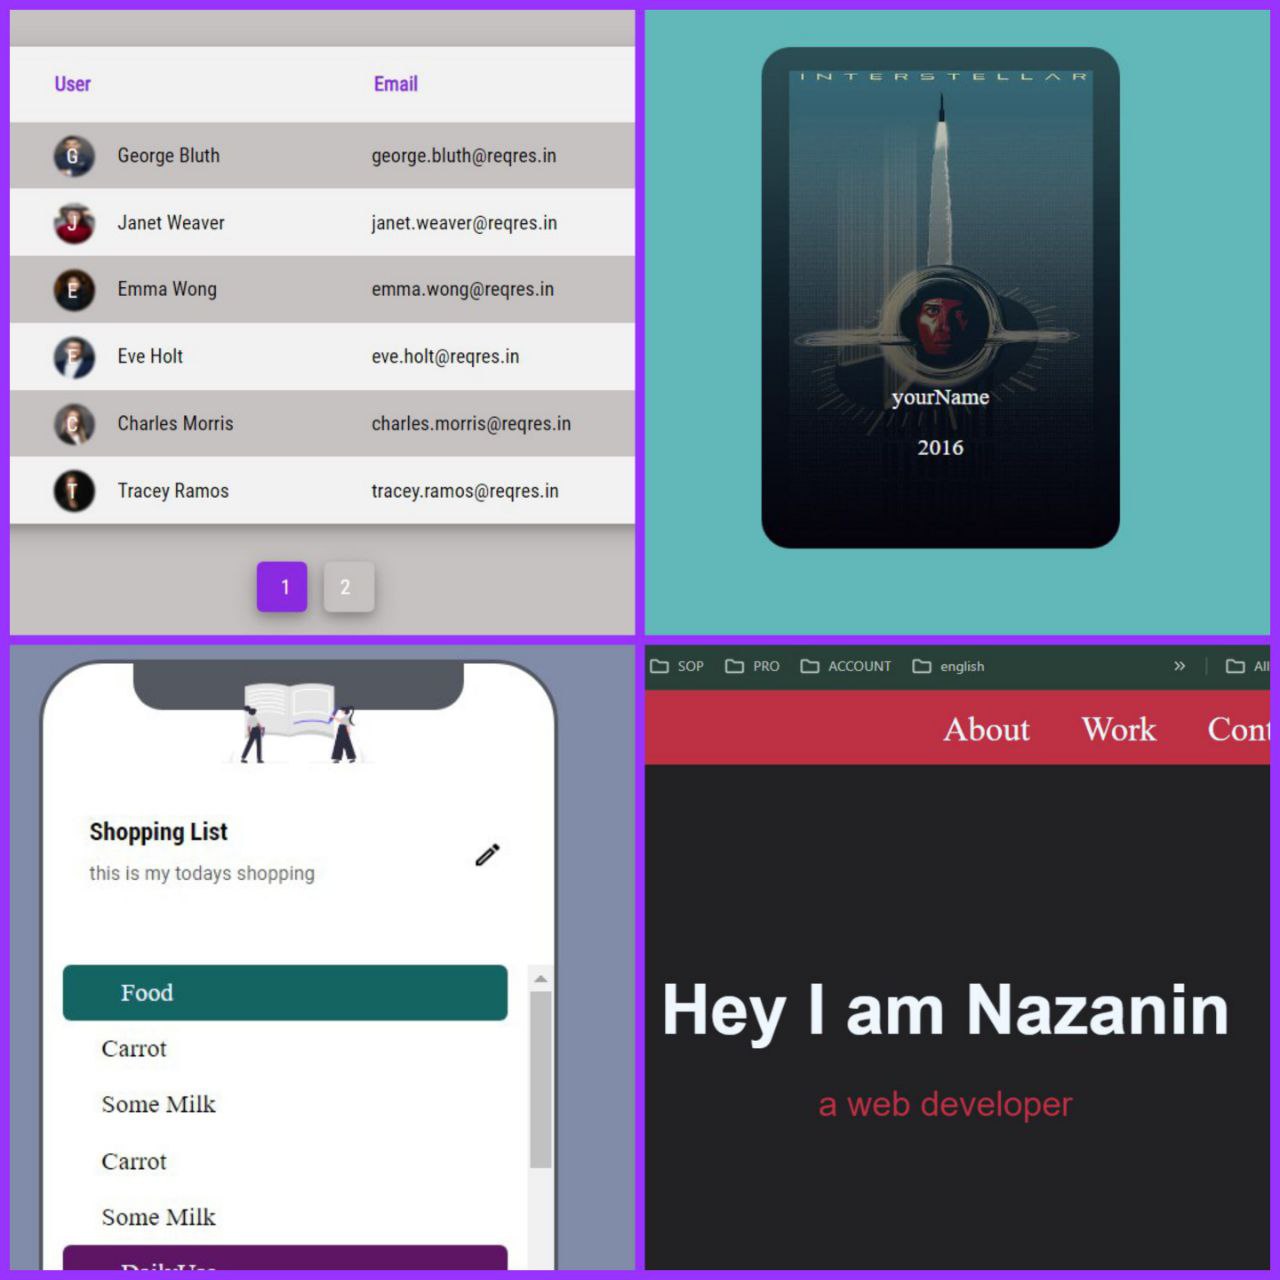 User Email
G George Bluth george.bluth@reqres.in
J Janet Weaver janet.weaver@reqres.in
E Emma Wong emma.wong@reqres.in
E Eve Holt eve.holt@reqres.in
C Charles Morris charles.morris@reqres.in
T Tracey Ramos tracey.ramos@reqres.in
1 2
INTERSTELLAR
yourName
2016
Shopping List
this is my todays shopping
Food
Carrot
Some Milk
Carrot
Some Milk
DailyUse
SOP PRO ACCOUNT english » All
About Work Cont
Hey I am Nazanin
a web developer